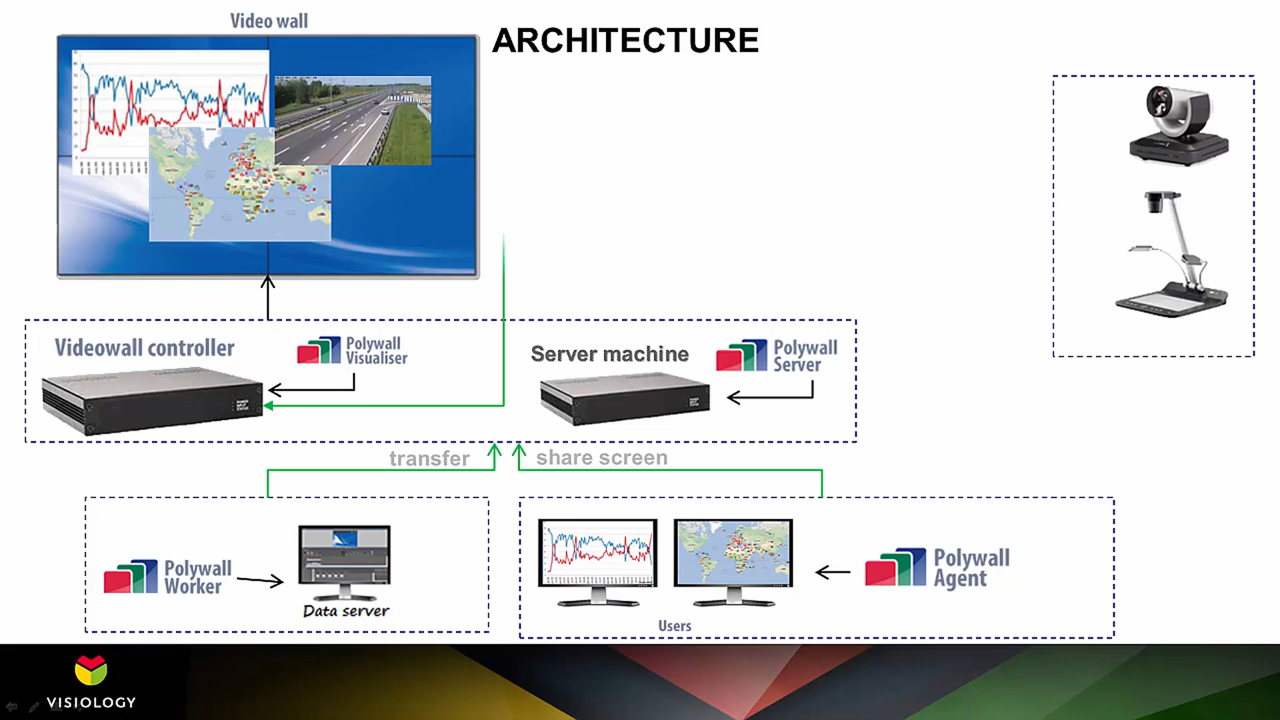 Video wall
ARCHITECTURE
Videowall controller
Polywall
Visualiser
Server machine
Polywall
Server
transfer
share screen
Polywall
Worker
Data server
Polywall
Agent
Users
VISIOLOGY